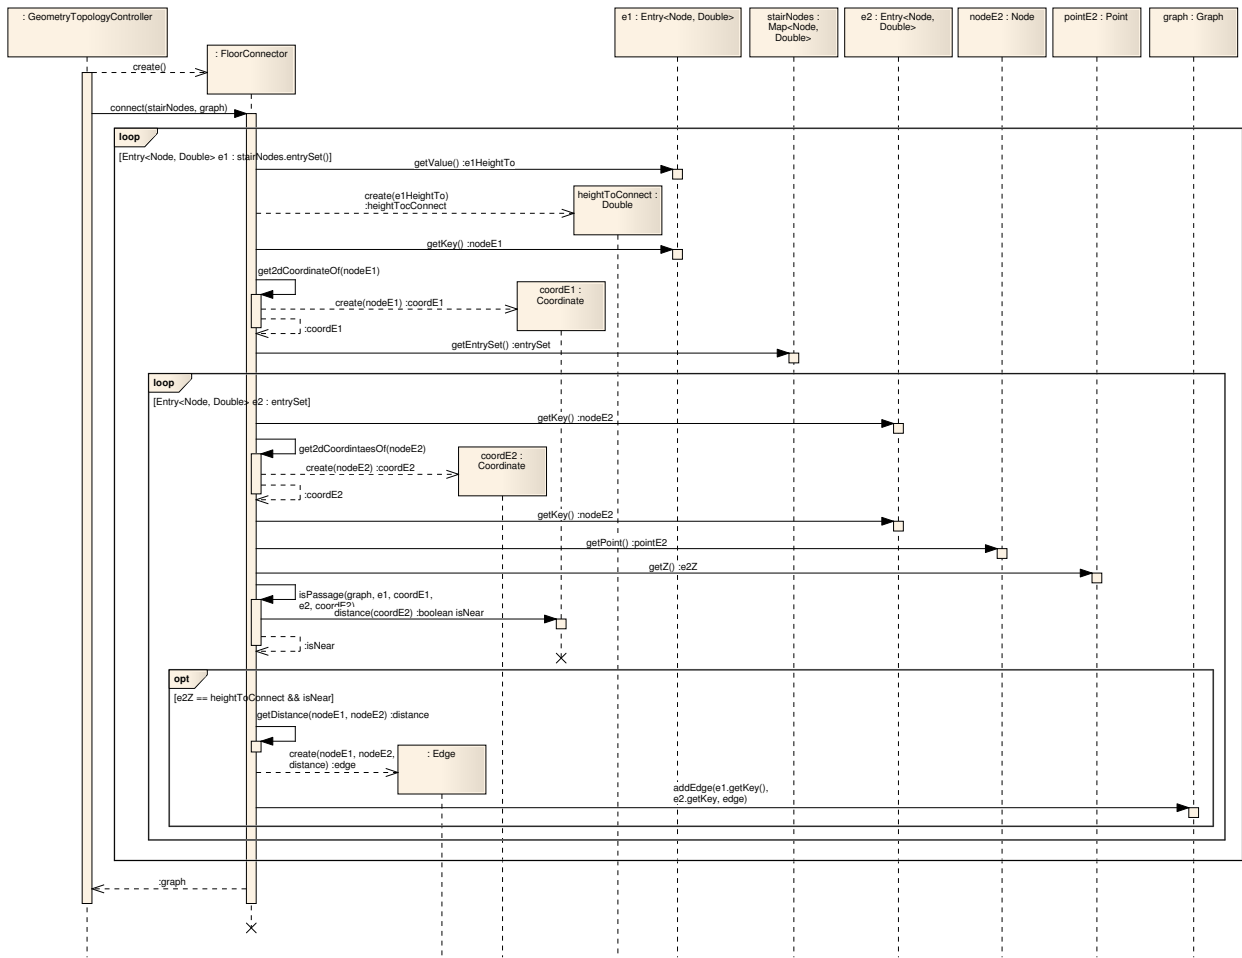 : GeometryTopologyController
e1 : Entry<Node, Double>
stairNodes :
Map<Node,
Double>
e2 : Entry<Node,
Double>
nodeE2 : Node
pointE2 : Point
graph : Graph
: FloorConnector
create()
connect(stairNodes, graph)
loop
[Entry<Node, Double> e1 : stairNodes.entrySet()]
getValue() :e1HeightTo
create(e1HeightTo)
:heightTocConnect
heightToConnect :
Double
getKey() :nodeE1
get2dCoordinateOf(nodeE1)
coordE1 :
Coordinate
create(nodeE1) :coordE1
:coordE1
getEntrySet() :entrySet
loop
[Entry<Node, Double> e2 : entrySet]
getKey() :nodeE2
get2dCoordintaesOf(nodeE2)
coordE2 :
Coordinate
create(nodeE2) :coordE2
:coordE2
getKey() :nodeE2
getPoint() :pointE2
getZ() :e2Z
isPassage(graph, e1, coordE1,
e2, coordE2)
distance(coordE2) :boolean isNear
:isNear
opt
[e2Z == heightToConnect && isNear]
getDistance(nodeE1, nodeE2) :distance
create(nodeE1, nodeE2,
distance) :edge
: Edge
addEdge(e1.getKey(),
e2.getKey, edge)
:graph